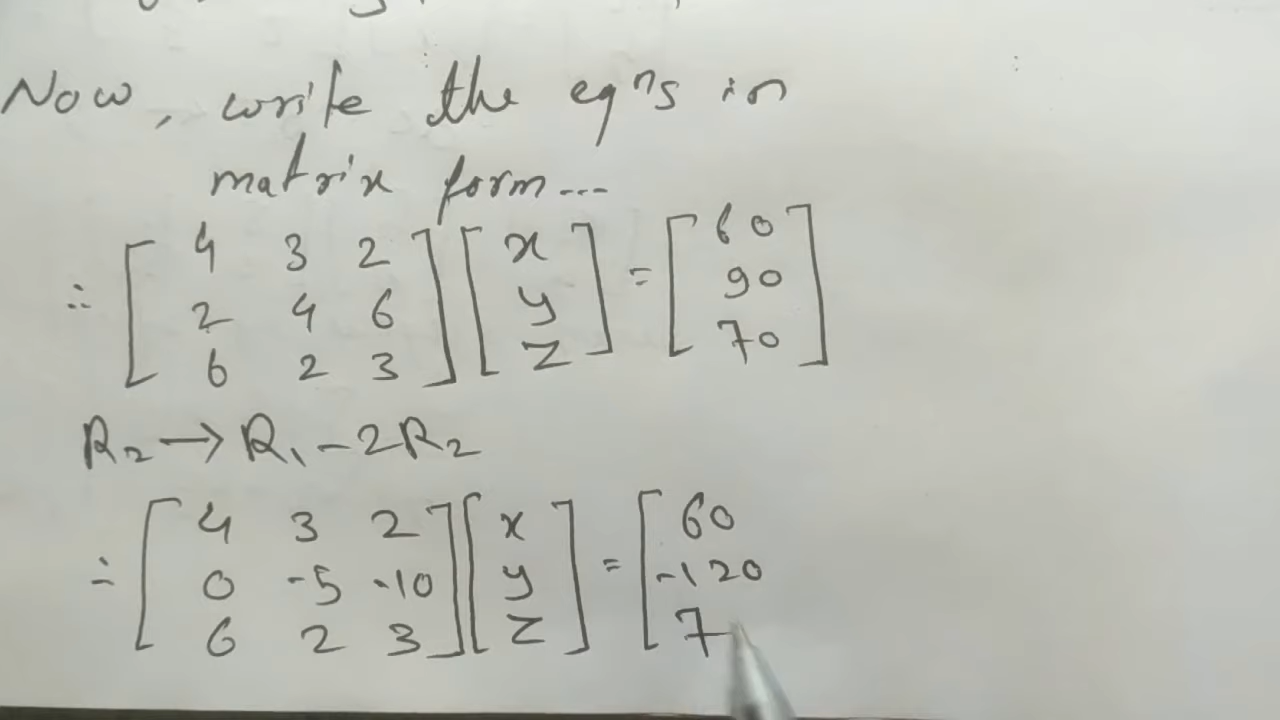 Now, write the eqⁿs in
matrix form...
∴ [ 4 3 2 ] [ x ] = [ 60 ]
[ 2 4 6 ] [ y ] [ 90 ]
[ 6 2 3 ] [ z ] [ 70 ]
R₂ → R₁ - 2R₂
∴ [ 4 3 2 ] [ x ] = [ 60
[ 0 -5 -10 ] [ y ] [ -120
[ 6 2 3 ] [ z ] [ 7